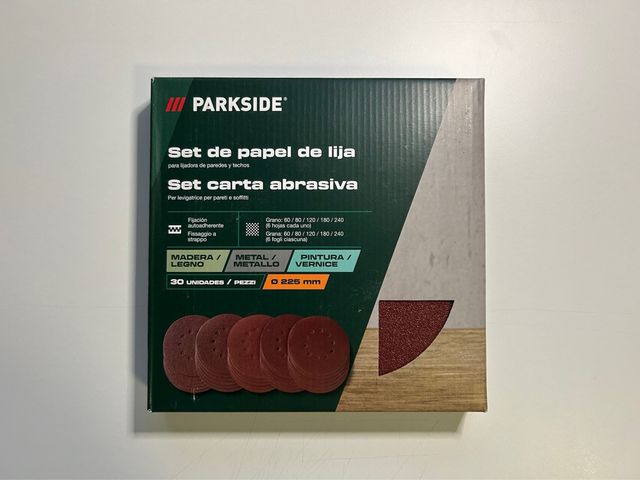 PARKSIDE®
Set de papel de lija
para lijadora de paredes y techos
Set carta abrasiva
Per levigatrice per pareti e soffitti
Fijación
autoadherente
Fissaggio a
strappo
Grano: 60 / 80 / 120 / 180 / 240
(6 hojas cada uno)
Grana: 60 / 80 / 120 / 180 / 240
(6 fogli ciascuna)
MADERA /
LEGNO
METAL /
METALLO
PINTURA /
VERNICE
30 UNIDADES / PEZZI
Ø 225 mm